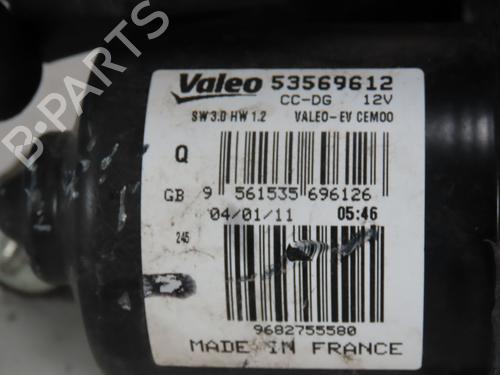 Valeo 53569612
CC-DG 12V
SW 3.0 HW 1.2 VALEO-EV CEM00
Q
GB 9 561535 696126
04/01/11 05:46
245
9682755580
MADE IN FRANCE